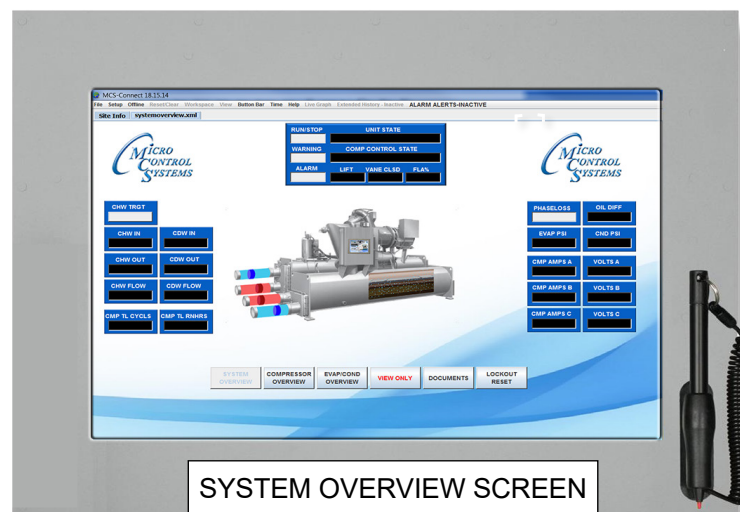 MCS-Connect 18.15.14
File Setup Offline Reset/Clear Workspace View Button Bar Time Help Live Graph Extended History - Inactive ALARM ALERTS-INACTIVE
Site Info systemoverview.xml
RUN/STOP UNIT STATE
WARNING COMP CONTROL STATE
ALARM LIFT VANE CLSD FLA%
MICRO
CONTROL
SYSTEMS
MICRO
CONTROL
SYSTEMS
CHW TRGT
CHW IN CDW IN
CHW OUT CDW OUT
CHW FLOW CDW FLOW
CMP TL CYCLS CMP TL RNHRS
PHASELOSS OIL DIFF
EVAP PSI CND PSI
CMP AMPS A VOLTS A
CMP AMPS B VOLTS B
CMP AMPS C VOLTS C
SYSTEM
OVERVIEW
COMPRESSOR
OVERVIEW
EVAP/COND
OVERVIEW
VIEW ONLY
DOCUMENTS
LOCKOUT
RESET
SYSTEM OVERVIEW SCREEN